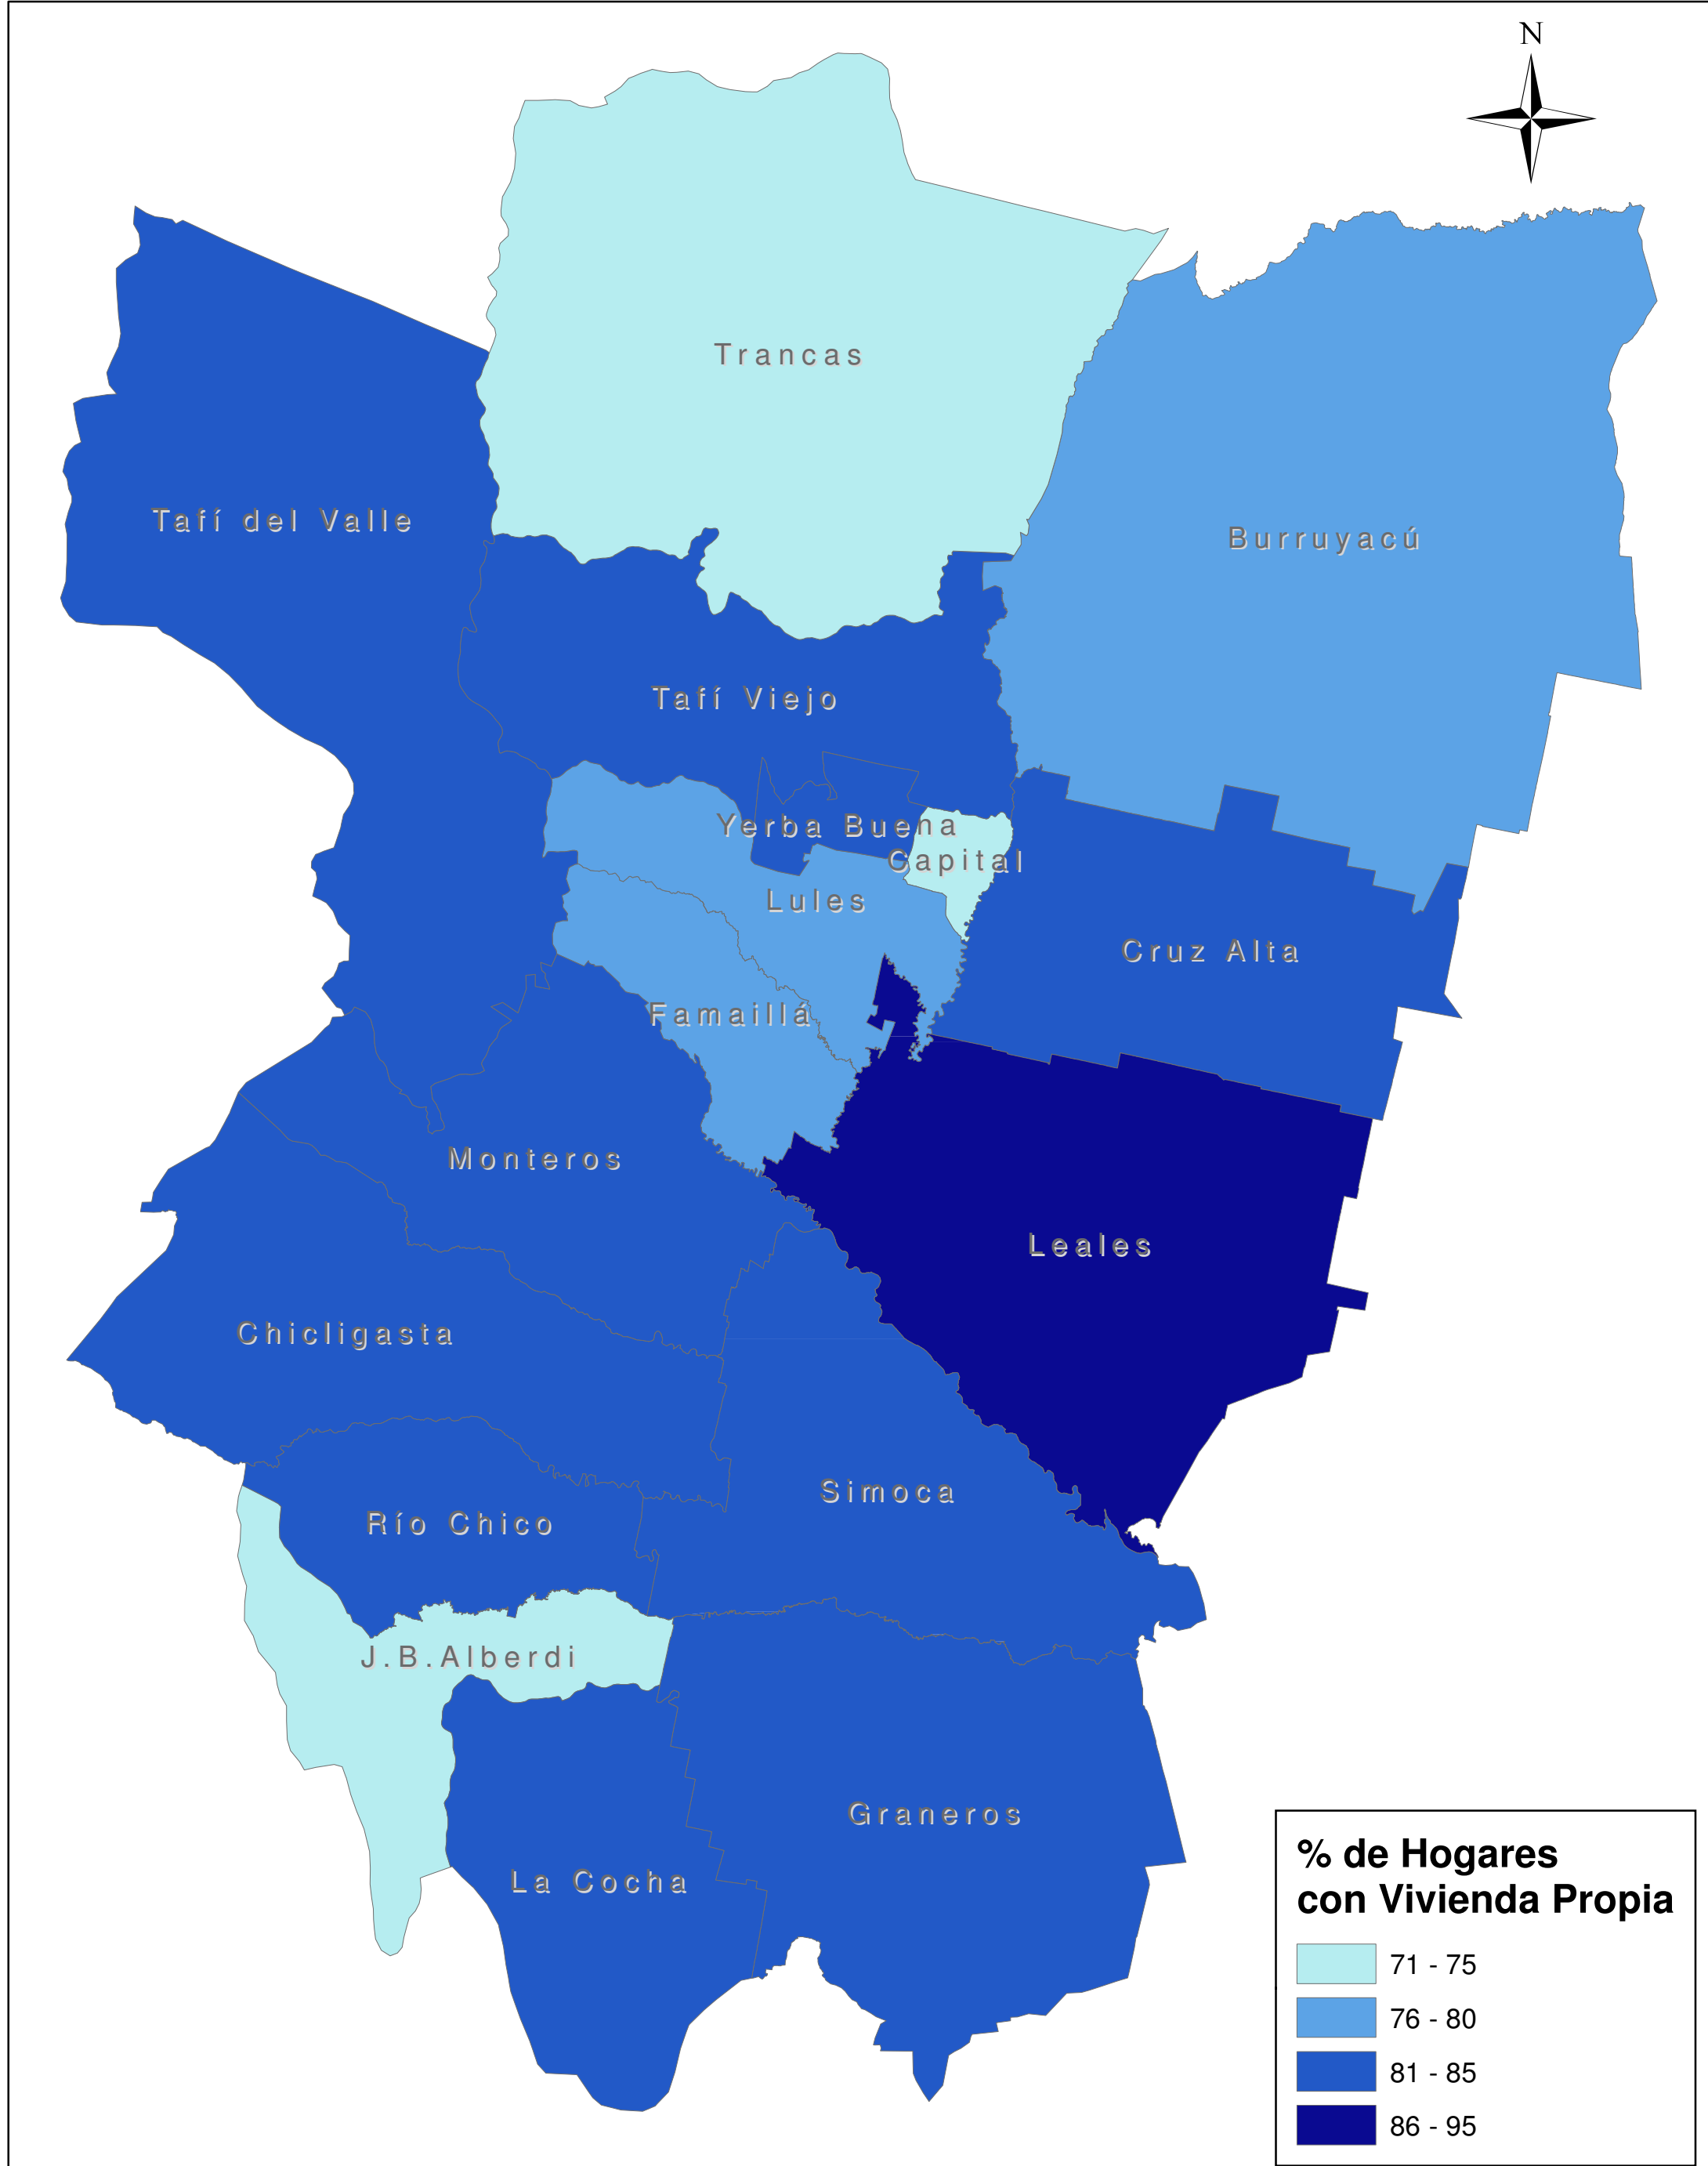 N
Trancas
Tafí del Valle
Burruyacú
Tafí Viejo
Yerba Buena
Capital
Lules
Cruz Alta
Famaillá
Monteros
Leales
Chicligasta
Simoca
Río Chico
J.B.Alberdi
Graneros
La Cocha
% de Hogares
con Vivienda Propia
71 - 75
76 - 80
81 - 85
86 - 95